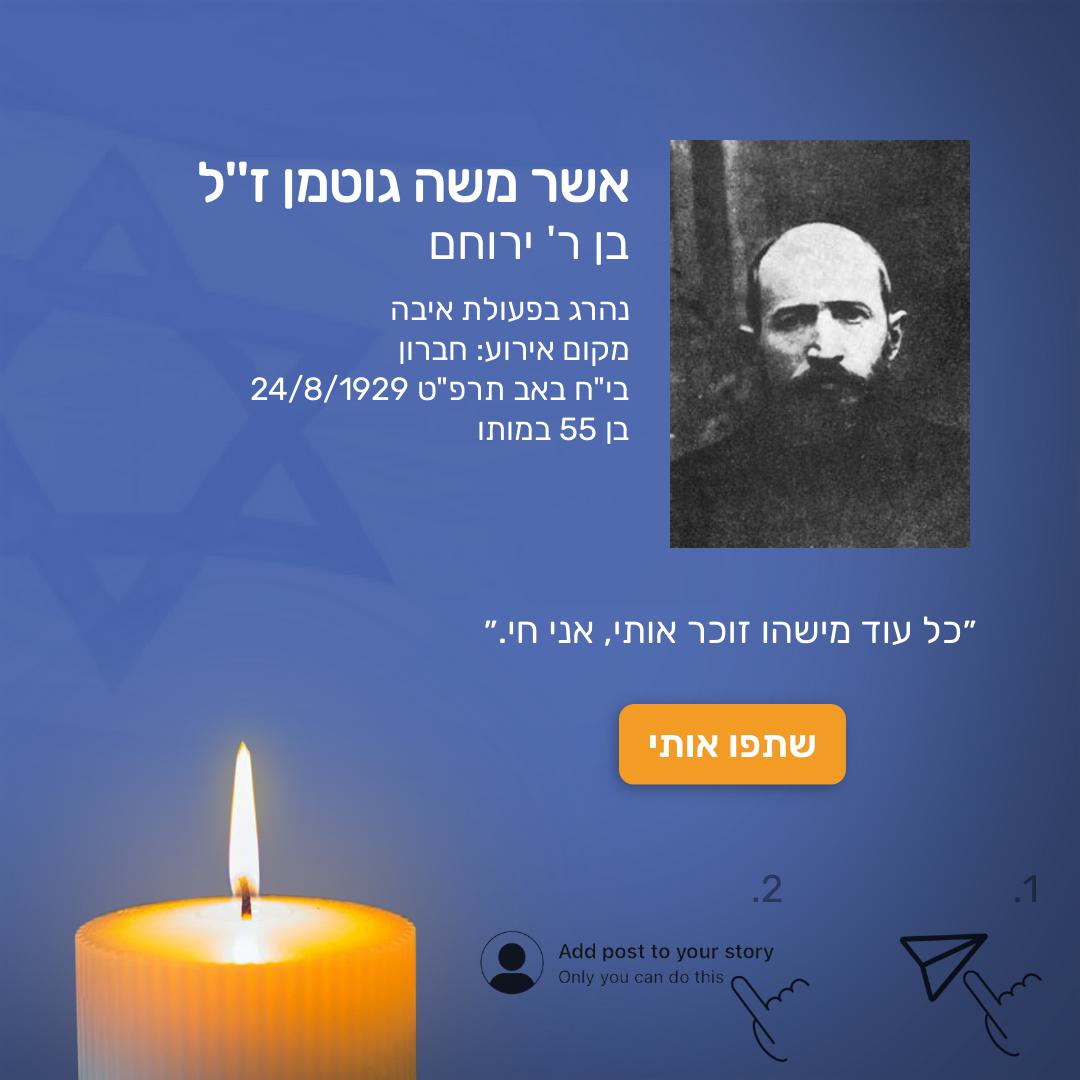 אשר משה גוטמן ז"ל
בן ר' ירוחם
נהרג בפעולת איבה
מקום אירוע: חברון
בי"ח באב תרפ"ט 24/8/1929
בן 55 במותו
״כל עוד מישהו זוכר אותי, אני חי.״
שתפו אותי
1.
2.
Add post to your story
Only you can do this